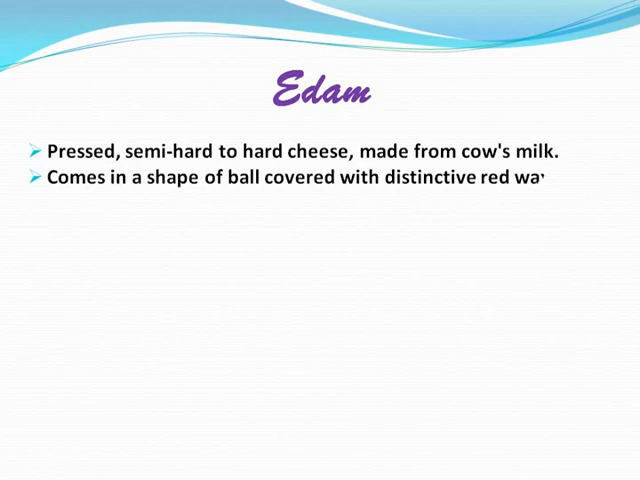 Edam
Pressed, semi-hard to hard cheese, made from cow's milk.
Comes in a shape of ball covered with distinctive red